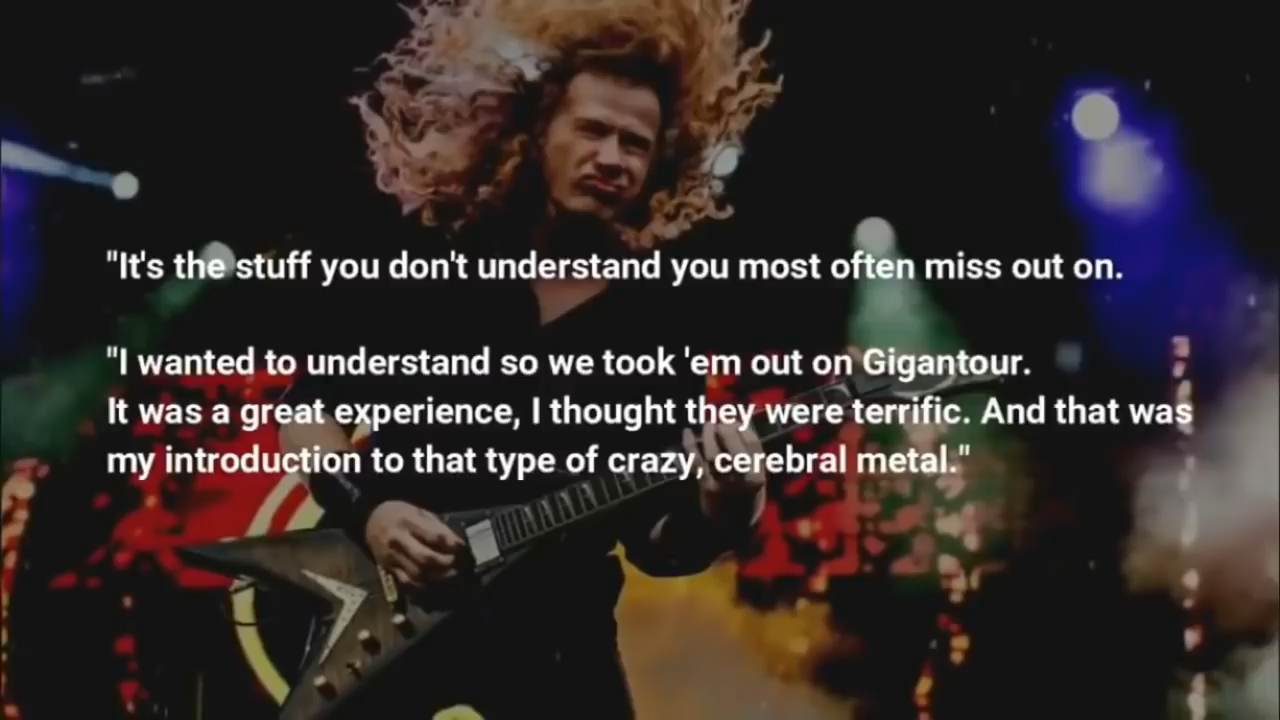 "It's the stuff you don't understand you most often miss out on.
"I wanted to understand so we took 'em out on Gigantour.
It was a great experience, I thought they were terrific. And that was
my introduction to that type of crazy, cerebral metal."